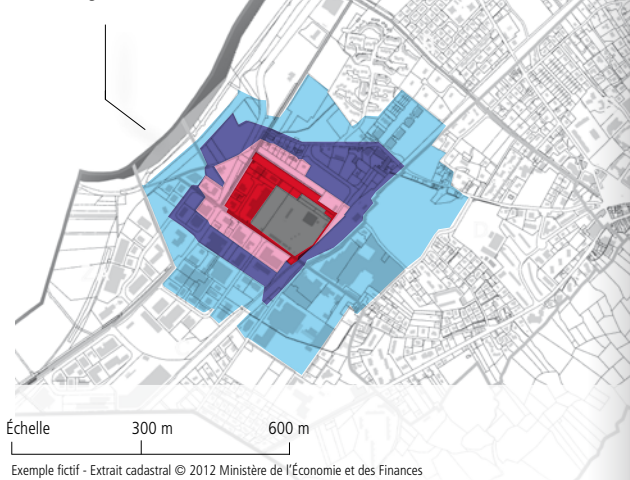 Échelle 300 m 600 m
Exemple fictif - Extrait cadastral © 2012 Ministère de l'Économie et des Finances